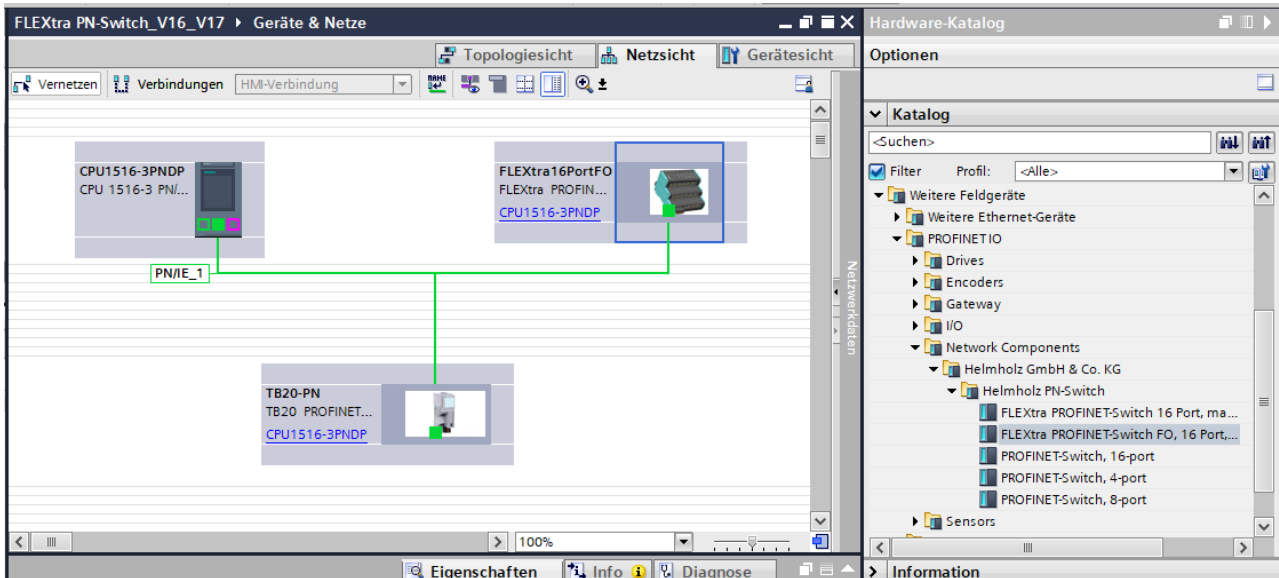 FLEXtra PN-Switch_V16_V17 ▸ Geräte & Netze
Topologiesicht Netzsicht Gerätesicht
Vernetzen Verbindungen HMI-Verbindung
CPU1516-3PNDP
CPU 1516-3 PN/...
FLEXtra16PortFO
FLEXtra PROFIN...
CPU1516-3PNDP
PN/IE_1
TB20-PN
TB20 PROFINET...
CPU1516-3PNDP
100%
Netzwerkdaten
Eigenschaften Info Diagnose
Hardware-Katalog
Optionen
Katalog
<Suchen>
Filter Profil: <Alle>
Weitere Feldgeräte
Weitere Ethernet-Geräte
PROFINET IO
Drives
Encoders
Gateway
I/O
Network Components
Helmholz GmbH & Co. KG
Helmholz PN-Switch
FLEXtra PROFINET-Switch 16 Port, ma...
FLEXtra PROFINET-Switch FO, 16 Port,...
PROFINET-Switch, 16-port
PROFINET-Switch, 4-port
PROFINET-Switch, 8-port
Sensors
Information